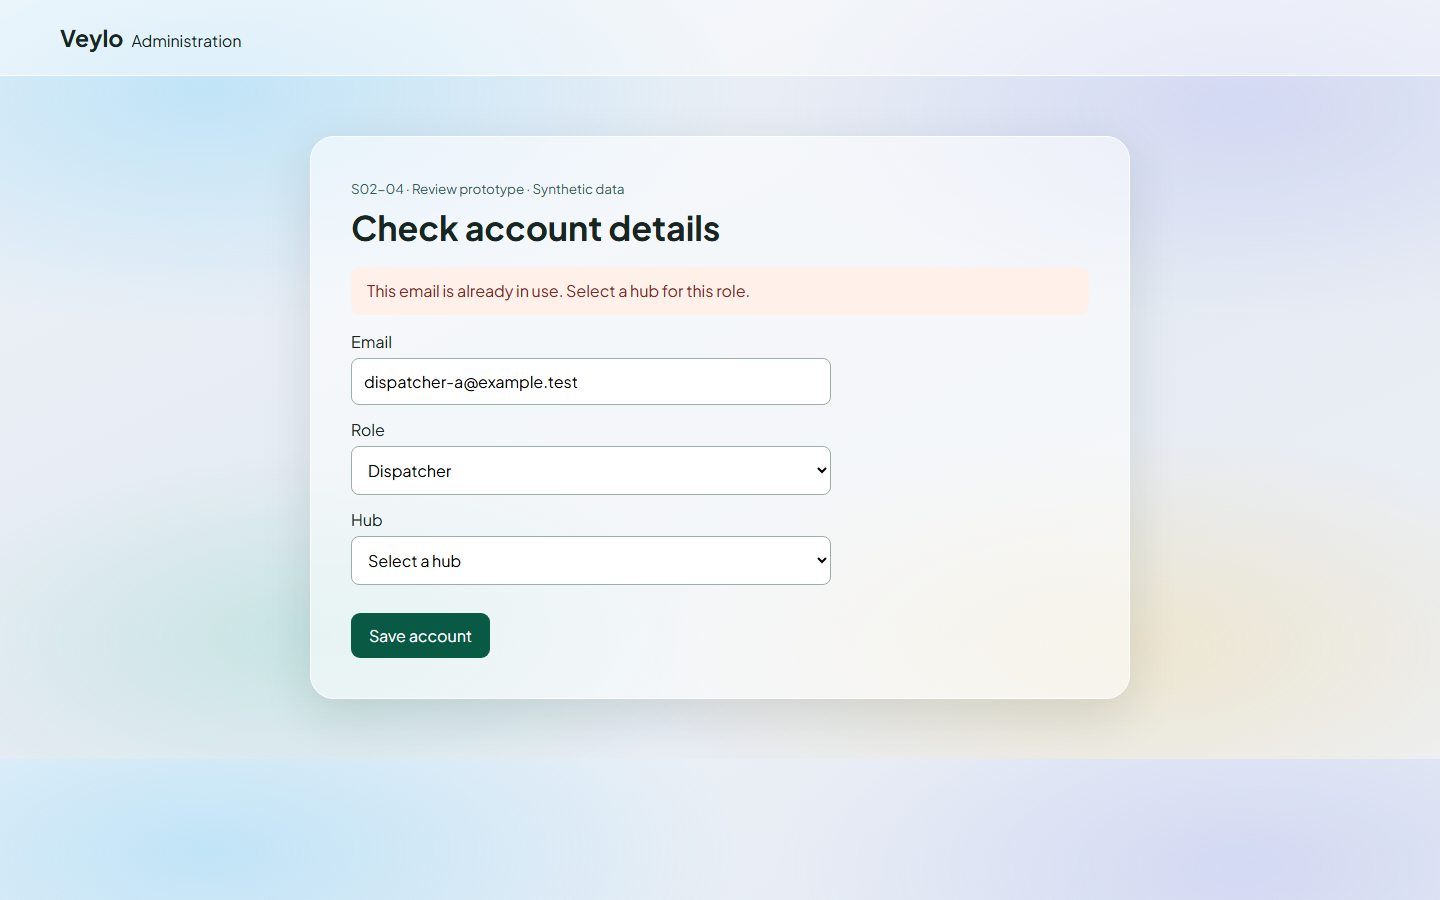 Veylo Administration
S02-04 · Review prototype · Synthetic data
Check account details
This email is already in use. Select a hub for this role.
Email
dispatcher-a@example.test
Role
Dispatcher
Hub
Select a hub
Save account